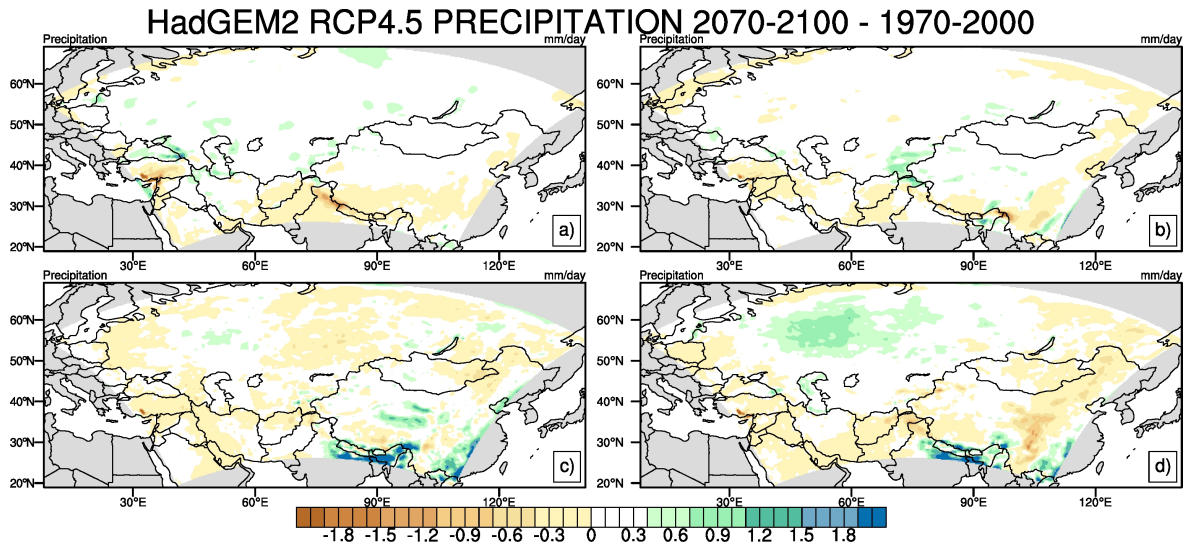 HadGEM2 RCP4.5 PRECIPITATION 2070-2100 - 1970-2000
Precipitation mm/day Precipitation mm/day
60°N 60°N
50°N 50°N
40°N 40°N
30°N 30°N
a) b)
20°N 20°N
30°E 60°E 90°E 120°E 30°E 60°E 90°E 120°E
Precipitation mm/day Precipitation mm/day
60°N 60°N
50°N 50°N
40°N 40°N
30°N 30°N
c) d)
20°N 20°N
30°E 60°E 90°E 120°E 30°E 60°E 90°E 120°E
-1.8 -1.5 -1.2 -0.9 -0.6 -0.3 0 0.3 0.6 0.9 1.2 1.5 1.8